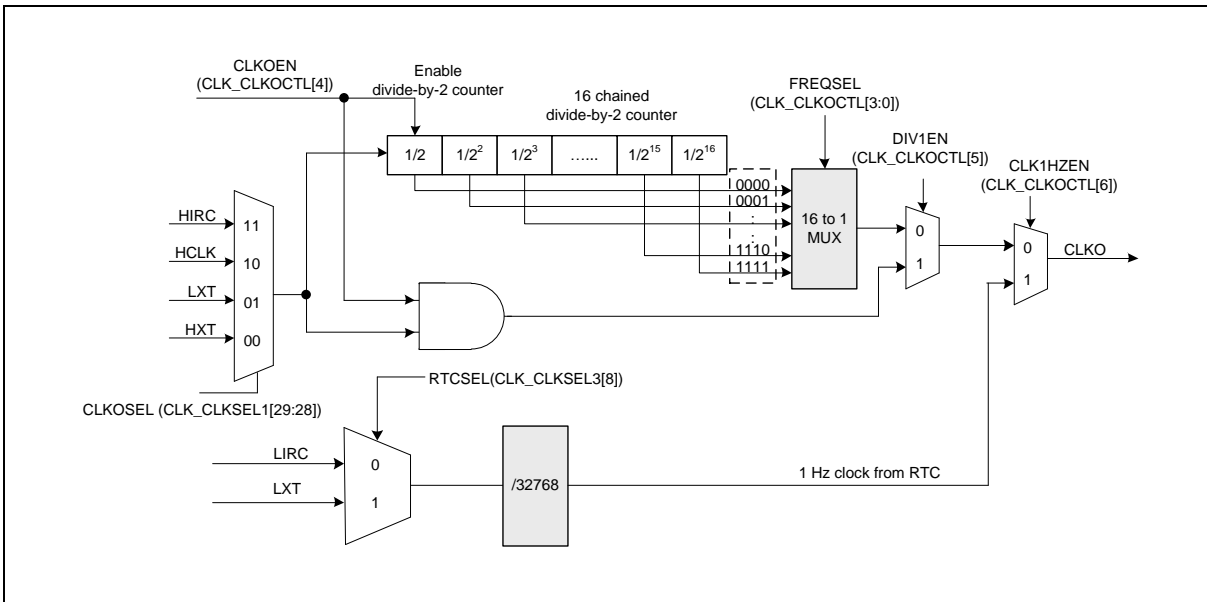 CLKOEN
(CLK_CLKOCTL[4])
Enable
divide-by-2 counter
16 chained
divide-by-2 counter
FREQSEL
(CLK_CLKOCTL[3:0])
DIV1EN
(CLK_CLKOCTL[5])
CLK1HZEN
(CLK_CLKOCTL[6])
1/2
1/2²
1/2³
…...
1/2¹⁵
1/2¹⁶
0000
0001
:
:
1110
1111
16 to 1
MUX
0
1
0
1
CLKO
HIRC
HCLK
LXT
HXT
11
10
01
00
CLKOSEL (CLK_CLKSEL1[29:28])
RTCSEL(CLK_CLKSEL3[8])
LIRC
LXT
0
1
/32768
1 Hz clock from RTC